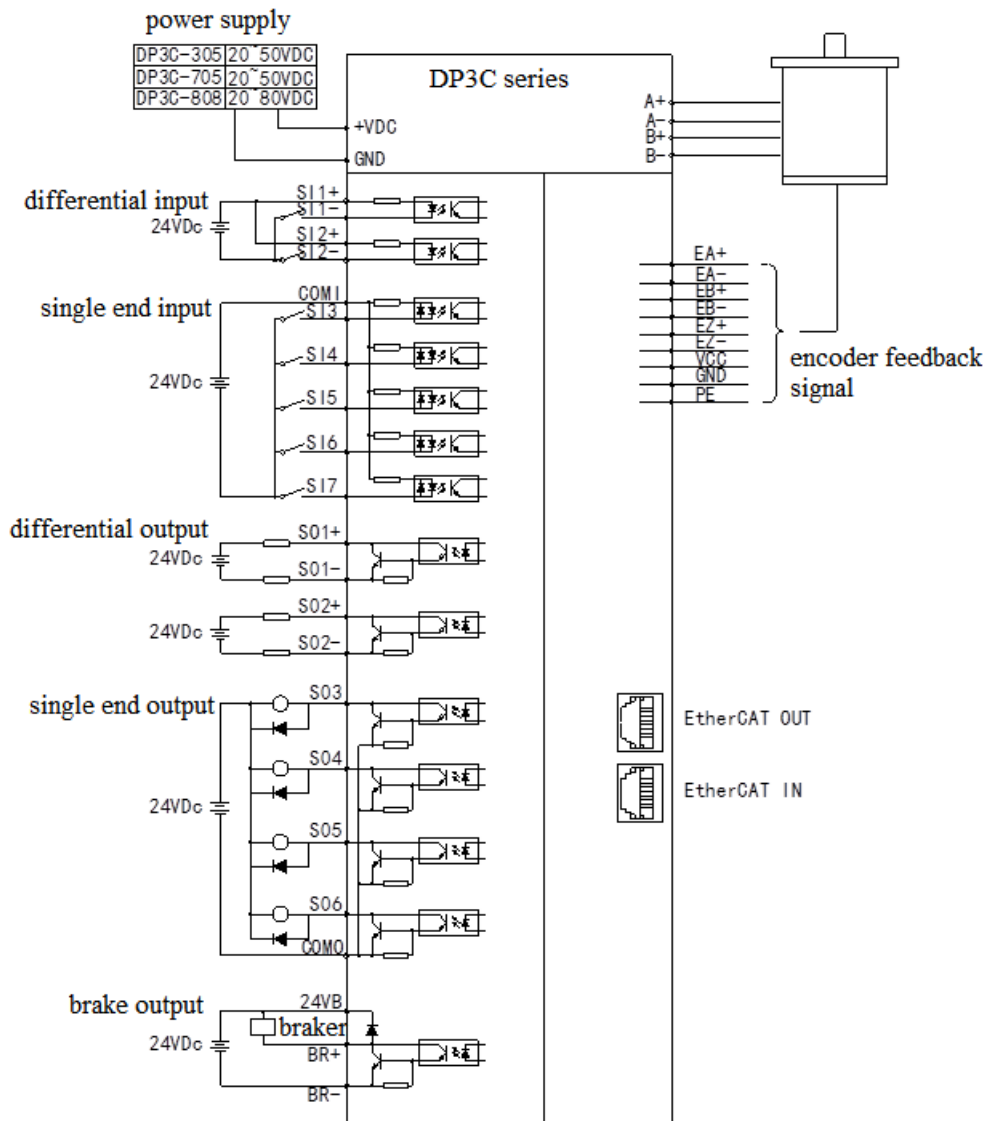 power supply
DP3C-305 20~50VDC
DP3C-705 20~50VDC
DP3C-808 20~80VDC
DP3C series
+VDC
GND
A+
A-
B+
B-
differential input
24VDc
SI1+
SI1-
SI2+
SI2-
single end input
24VDc
COMI
SI3
SI4
SI5
SI6
SI7
EA+
EA-
EB+
EB-
EZ+
EZ-
VCC
GND
PE
encoder feedback
signal
differential output
24VDc
SO1+
SO1-
24VDc
SO2+
SO2-
single end output
24VDc
SO3
SO4
SO5
SO6
COMO
EtherCAT OUT
EtherCAT IN
brake output
24VDc
24VB
braker
BR+
BR-